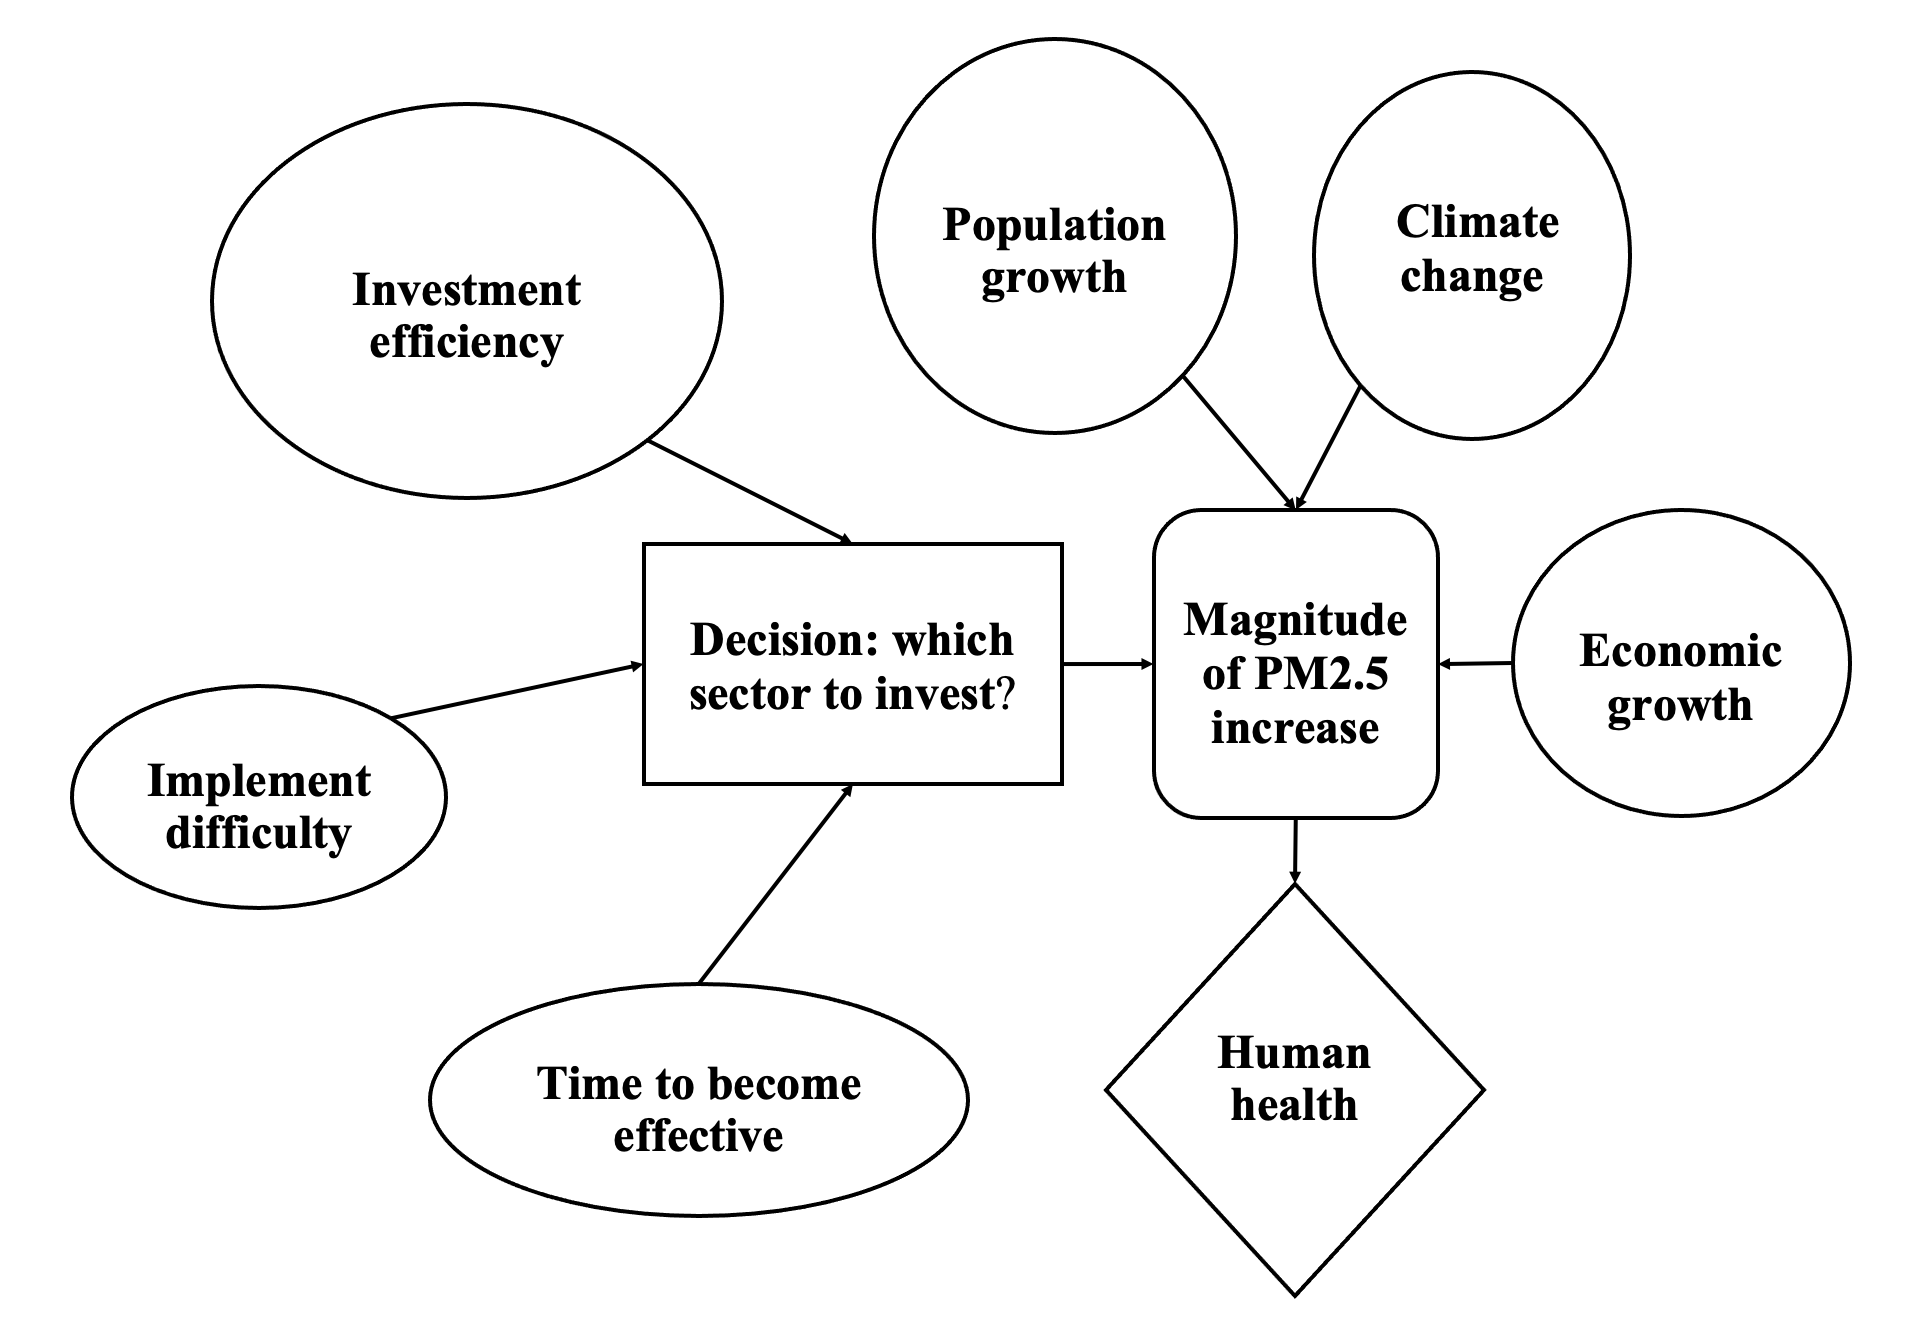 Population
growth
Climate
change
Investment
efficiency
Decision: which
sector to invest?
Magnitude
of PM2.5
increase
Economic
growth
Implement
difficulty
Time to become
effective
Human
health